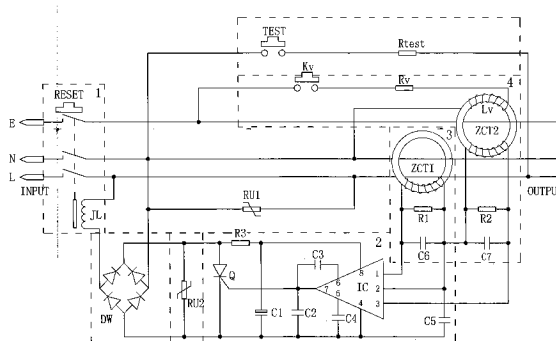 TEST
Rtest
Kv
Rv
4
RESET
1
E
Lv
ZCT2
3
N
ZCT1
L
INPUT
OUTPU
RU1
JL
R1
R2
R3
2
C6
C7
C3
Q
8
1
6
7
IC
2
RU2
5
3
DW
C1
C2
C4
4
C5